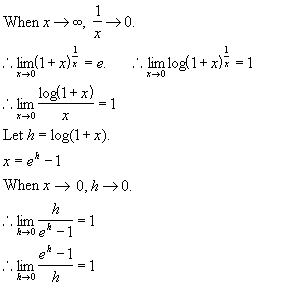 When x → ∞, 1/x → 0.
∴ lim_{x→0} (1 + x)^{1/x} = e. ∴ lim_{x→0} log(1 + x)^{1/x} = 1
∴ lim_{x→0} log(1 + x)/x = 1
Let h = log(1 + x).
x = e^h − 1
When x → 0, h → 0.
∴ lim_{h→0} h/(e^h − 1) = 1
∴ lim_{h→0} (e^h − 1)/h = 1